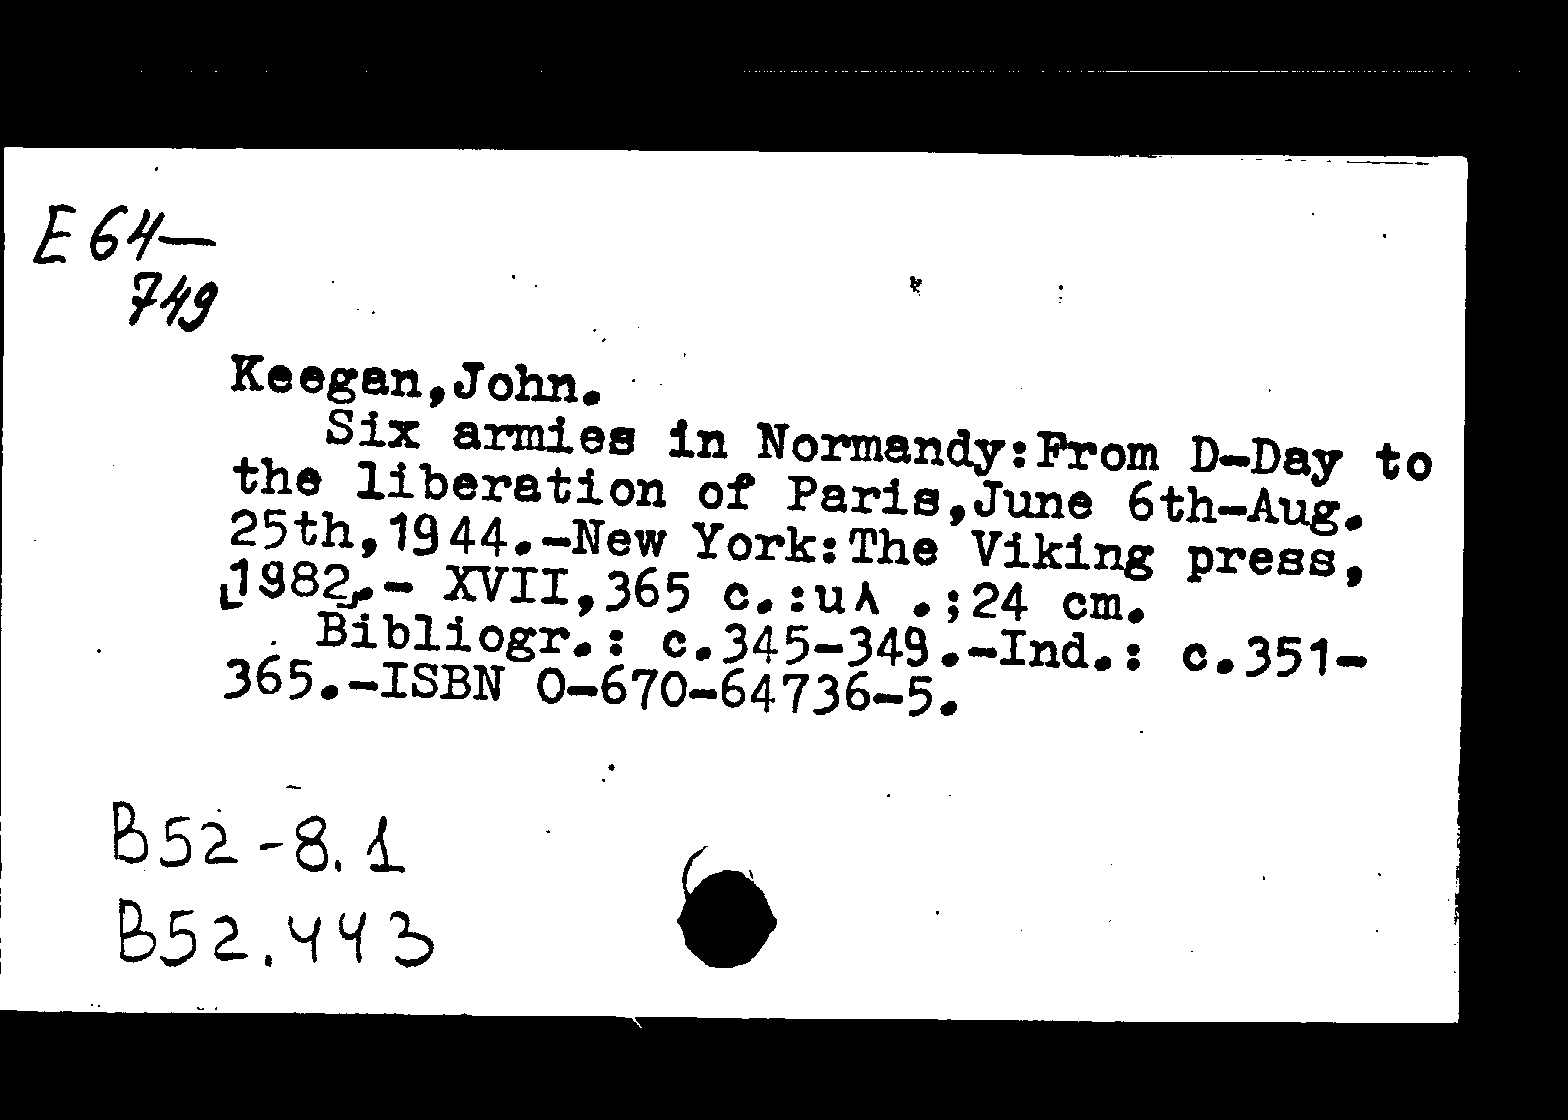 E 64—
749
Keegan,John.
Six armies in Normandy:From D-Day to
the liberation of Paris,June 6th-Aug.
25th,1944.-New York:The Viking press,
[1982].- XVII,365 c.:ил .;24 cm.
Bibliogr.: c.345-349.-Ind.: c.351-
365.-ISBN 0-670-64736-5.
B52-8.1
B52.443